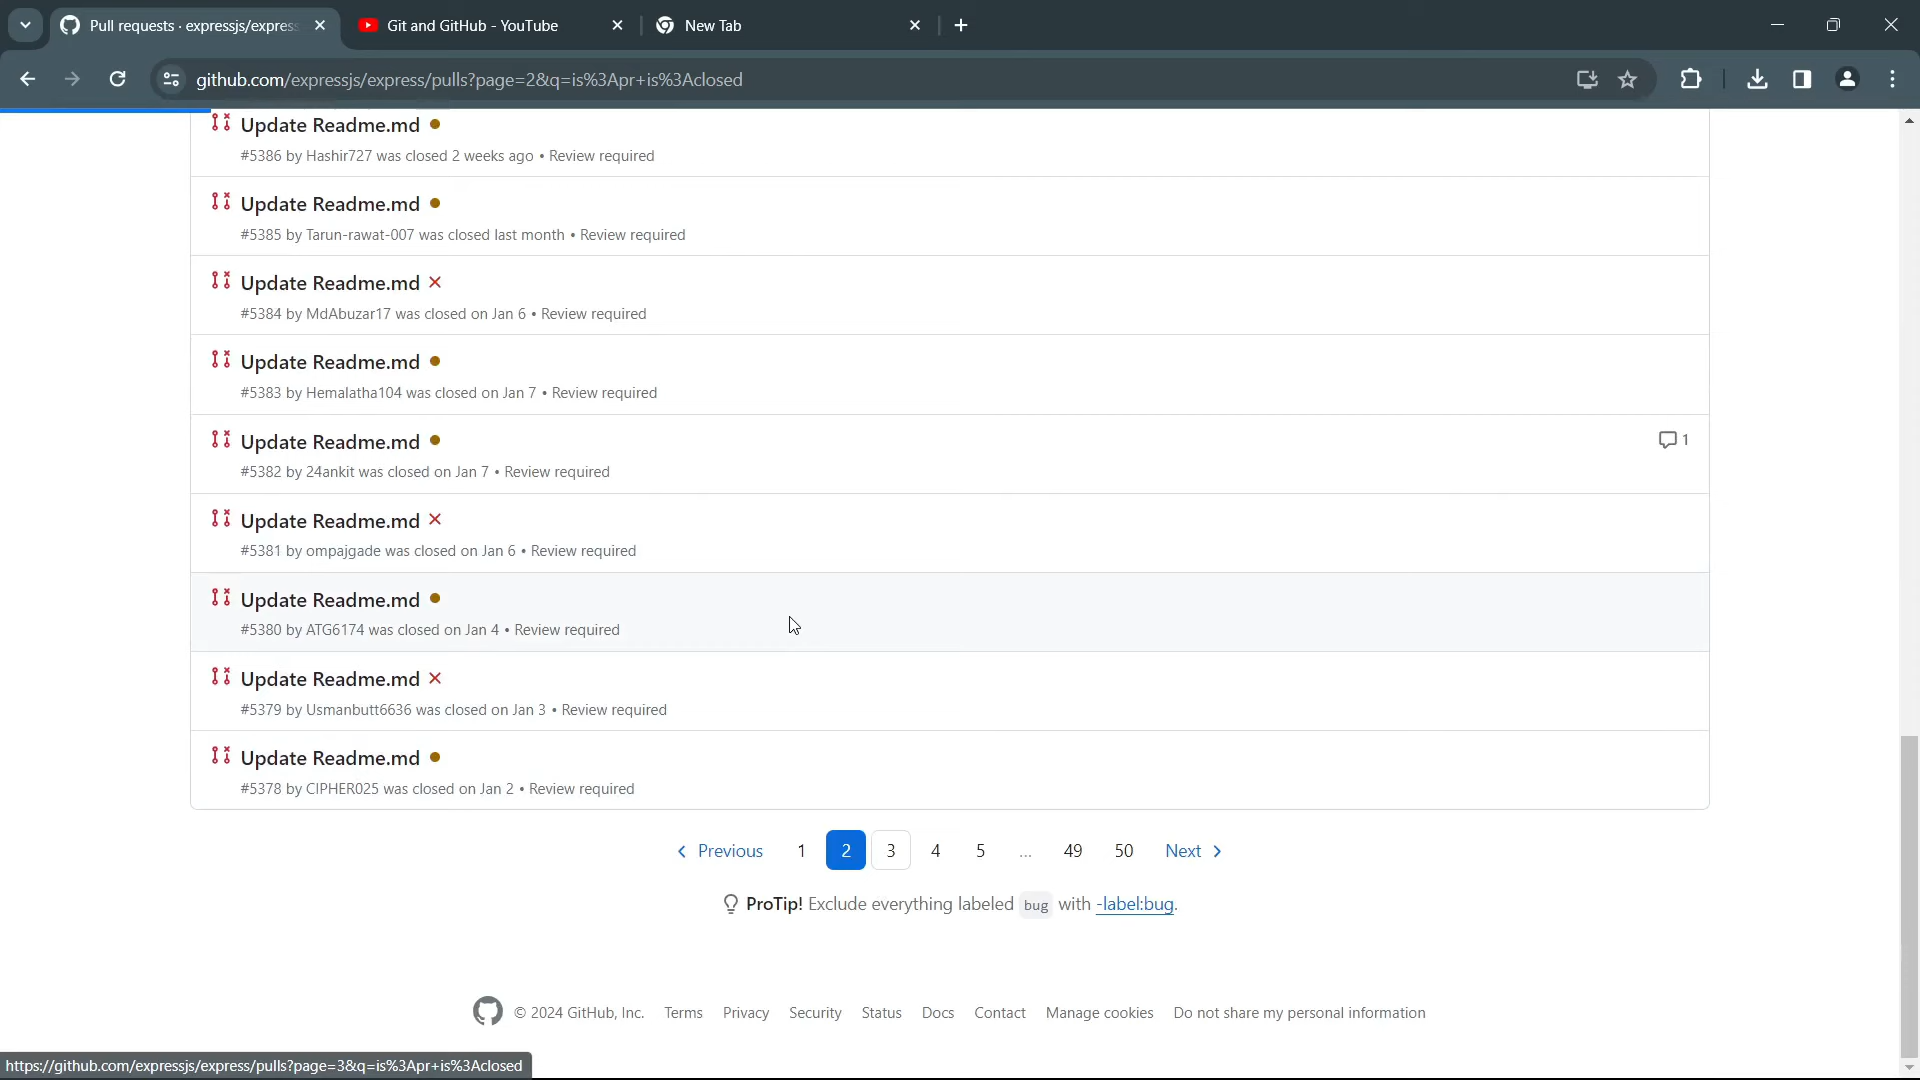 Pull requests · expressjs/expres
Git and GitHub - YouTube
New Tab
github.com/expressjs/express/pulls?page=2&q=is%3Apr+is%3Aclosed
Update Readme.md
#5386 by Hashir727 was closed 2 weeks ago • Review required
Update Readme.md
#5385 by Tarun-rawat-007 was closed last month • Review required
Update Readme.md
#5384 by MdAbuzar17 was closed on Jan 6 • Review required
Update Readme.md
#5383 by Hemalatha104 was closed on Jan 7 • Review required
Update Readme.md
1
#5382 by 24ankit was closed on Jan 7 • Review required
Update Readme.md
#5381 by ompajgade was closed on Jan 6 • Review required
Update Readme.md
#5380 by ATG6174 was closed on Jan 4 • Review required
Update Readme.md
#5379 by Usmanbutt6636 was closed on Jan 3 • Review required
Update Readme.md
#5378 by CIPHER025 was closed on Jan 2 • Review required
Previous 1 2 3 4 5 ... 49 50 Next
ProTip! Exclude everything labeled bug with -label:bug.
© 2024 GitHub, Inc. Terms Privacy Security Status Docs Contact Manage cookies Do not share my personal information
https://github.com/expressjs/express/pulls?page=3&q=is%3Apr+is%3Aclosed